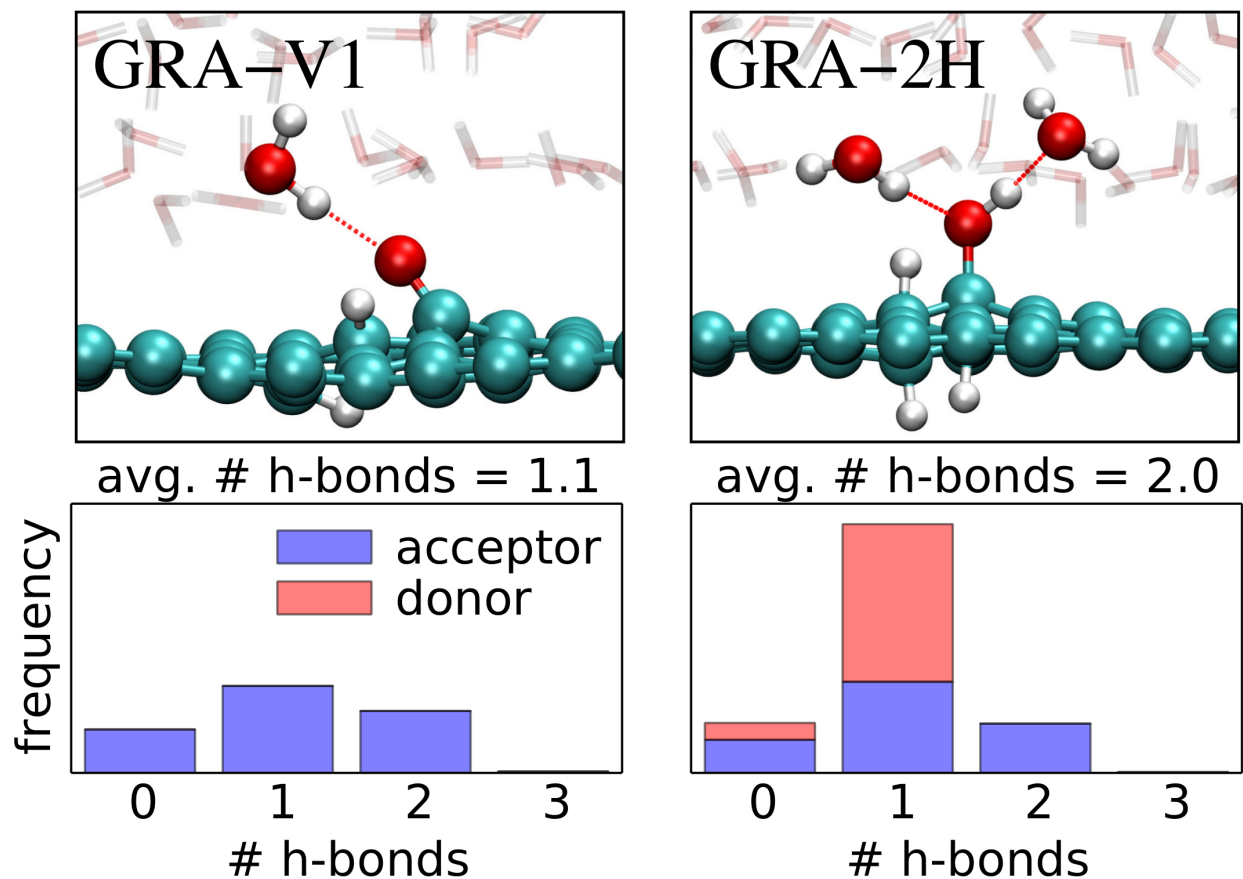 GRA–V1
GRA–2H
avg. # h-bonds = 1.1
avg. # h-bonds = 2.0
frequency
acceptor
donor
0 1 2 3
0 1 2 3
# h-bonds
# h-bonds